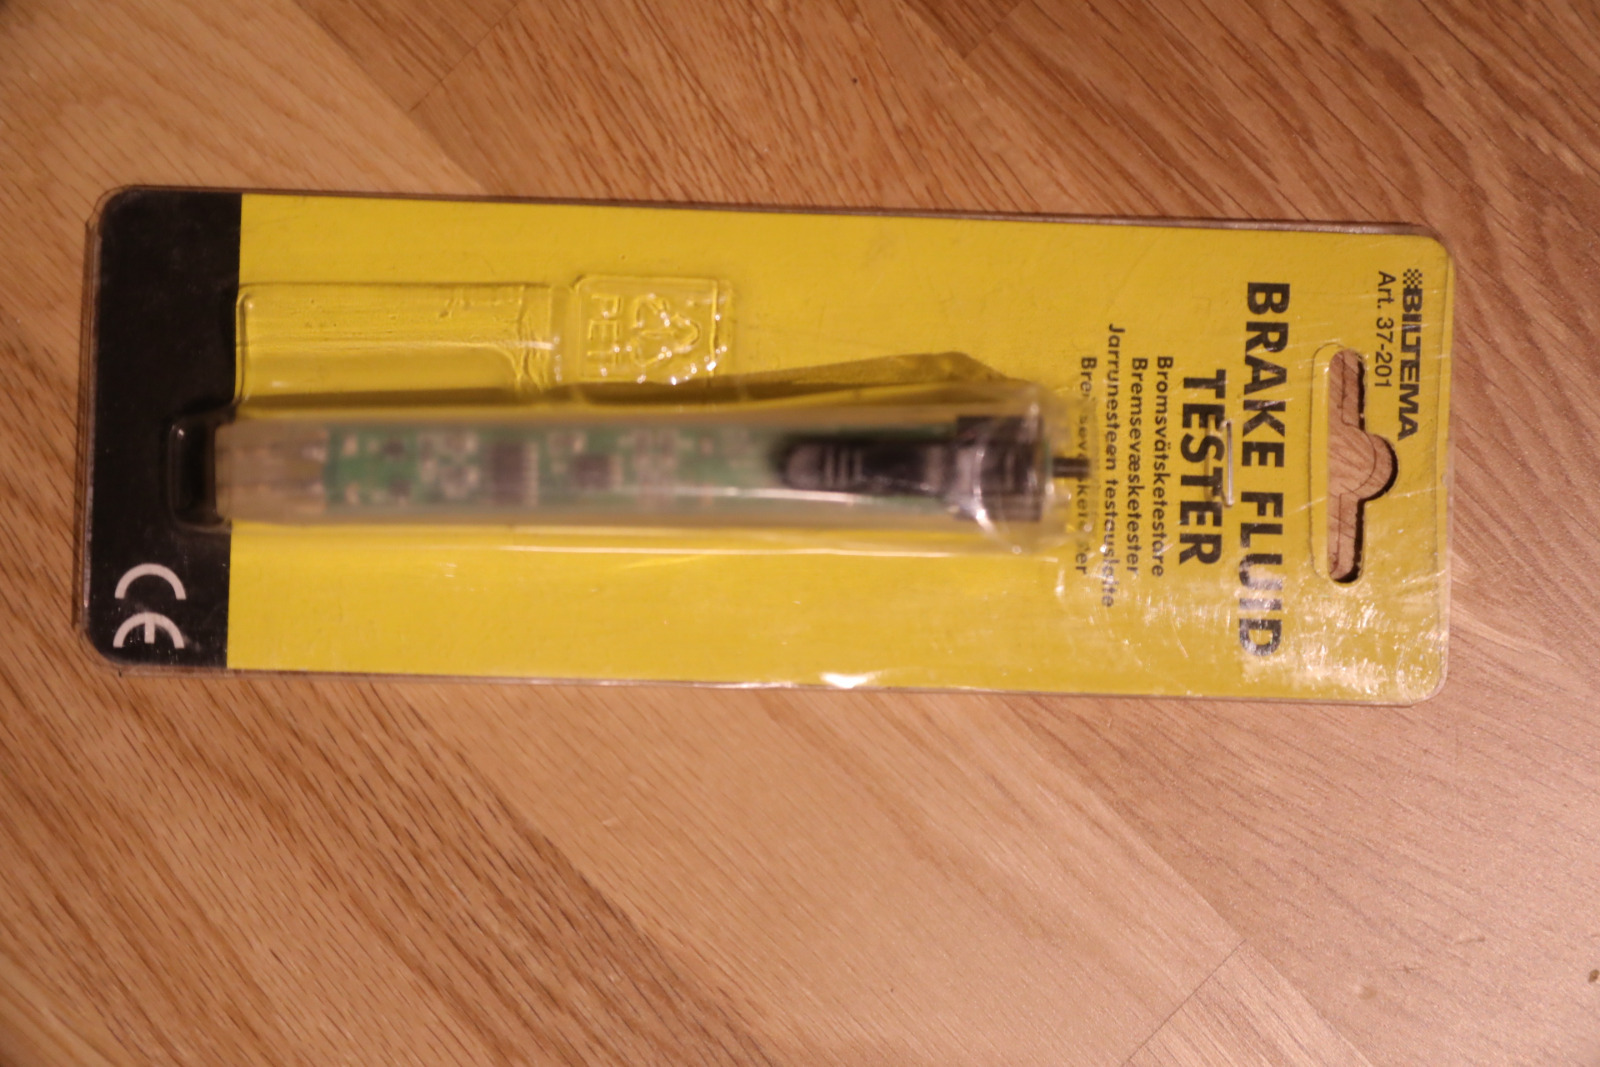 BILTEMA
Art. 37-201
BRAKE FLUID
TESTER
Bromsvätsketestare
Bremsevæsketester
Jarrunesteen testauslaite
PET
CE